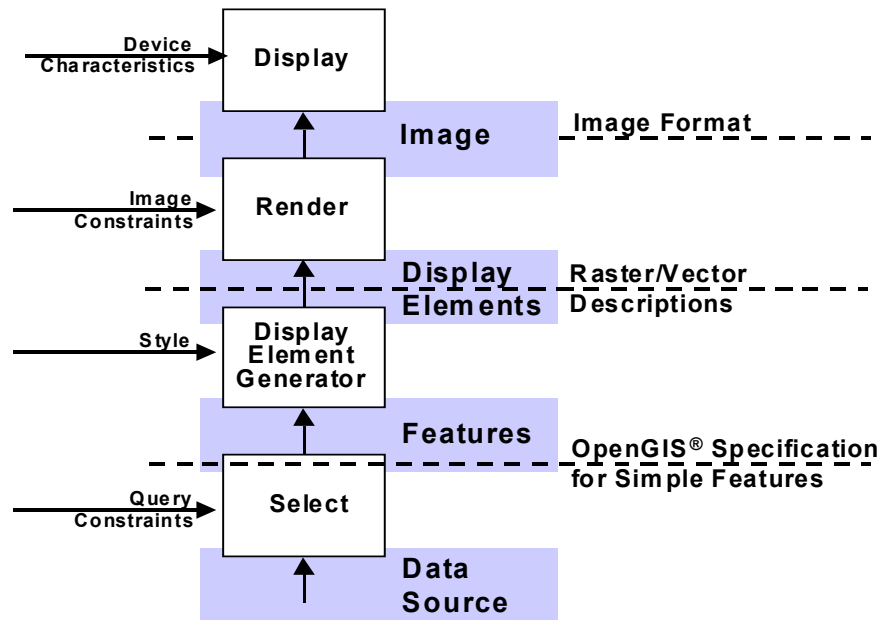 Device
Characteristics
Display
Image
Image Format
Image
Constraints
Render
Display
Elements
Raster/Vector
Descriptions
Style
Display
Element
Generator
Features
OpenGIS® Specification
for Simple Features
Query
Constraints
Select
Data
Source